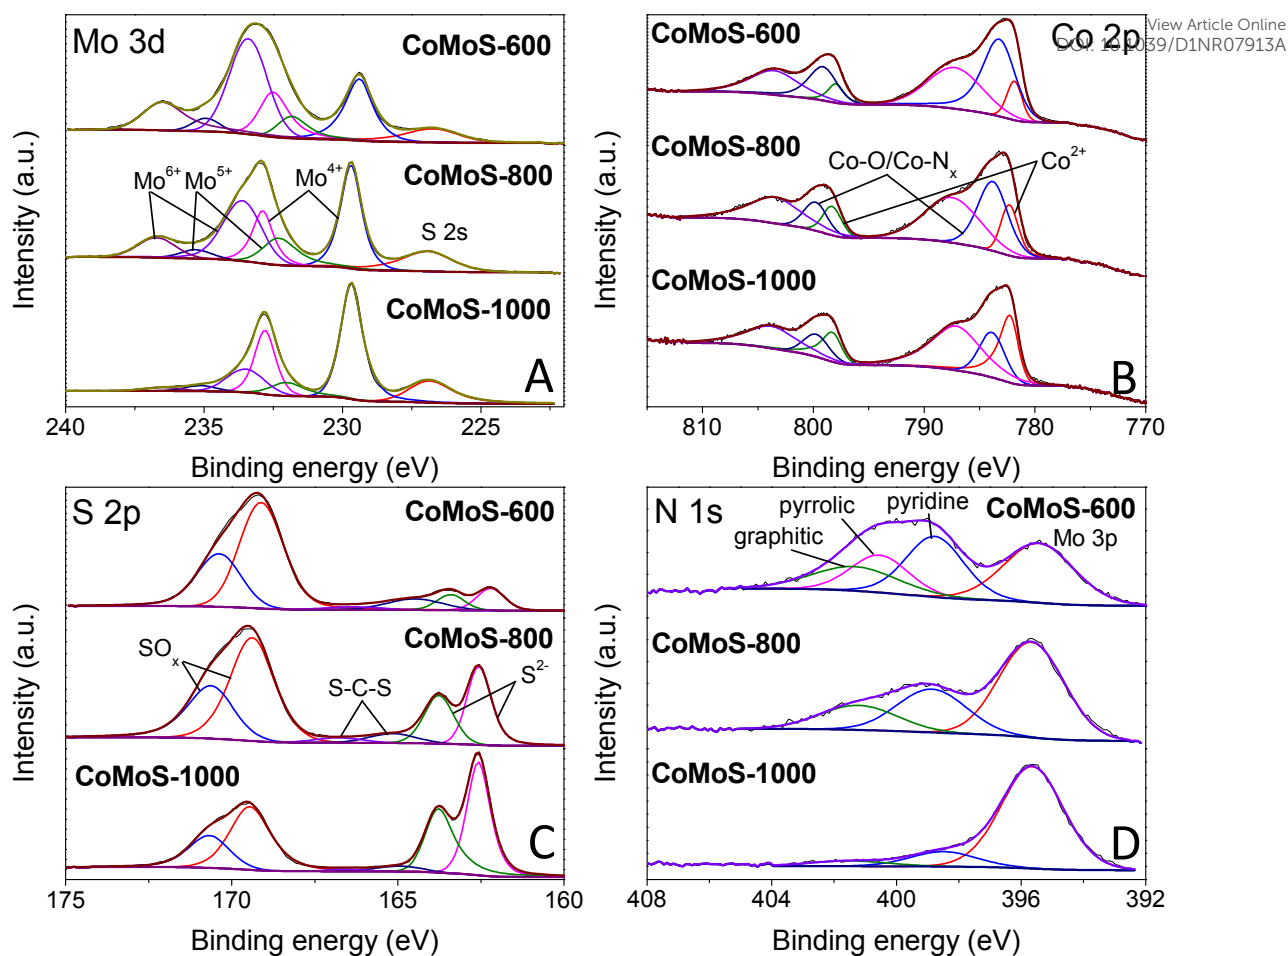 View Article Online
DOI: 10.1039/D1NR07913A
Mo 3d
CoMoS-600
CoMoS-800
Mo⁶⁺
Mo⁵⁺
Mo⁴⁺
S 2s
CoMoS-1000
A
Intensity (a.u.)
240 235 230 225
Binding energy (eV)
Co 2p
CoMoS-600
CoMoS-800
Co-O/Co-Nₓ
Co²⁺
CoMoS-1000
B
Intensity (a.u.)
810 800 790 780 770
Binding energy (eV)
S 2p
CoMoS-600
CoMoS-800
SOₓ
S-C-S
S²⁻
CoMoS-1000
C
Intensity (a.u.)
175 170 165 160
Binding energy (eV)
N 1s
pyrrolic
pyridine
graphitic
CoMoS-600
Mo 3p
CoMoS-800
CoMoS-1000
D
Intensity (a.u.)
408 404 400 396 392
Binding energy (eV)